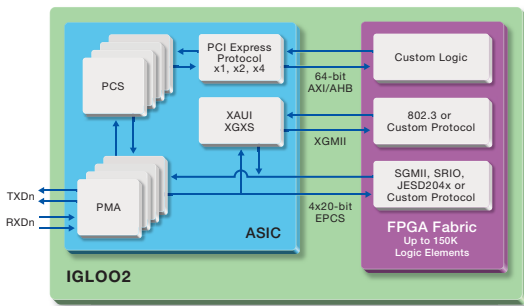 PCS
PCI Express
Protocol
x1, x2, x4
64-bit
AXI/AHB
Custom Logic
XAUI
XGXS
XGMII
802.3 or
Custom Protocol
TXDn
RXDn
PMA
4x20-bit
EPCS
SGMII, SRIO,
JESD204x or
Custom Protocol
ASIC
FPGA Fabric
Up to 150K
Logic Elements
IGLOO2